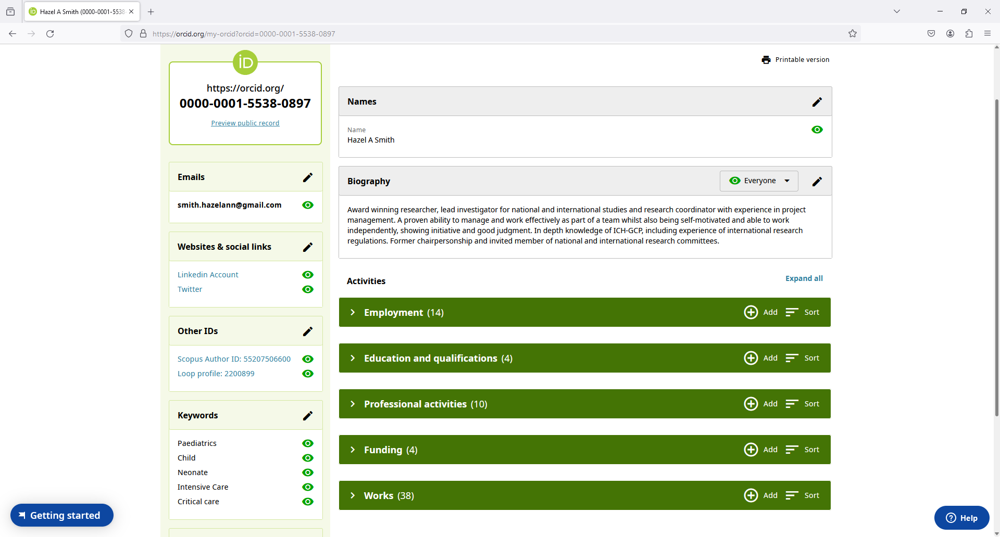 Hazel A Smith (0000-0001-5538-
https://orcid.org/my-orcid?orcid=0000-0001-5538-0897
iD
https://orcid.org/
0000-0001-5538-0897
Preview public record
Emails
smith.hazelann@gmail.com
Websites & social links
Linkedin Account
Twitter
Other IDs
Scopus Author ID: 55207506600
Loop profile: 2200899
Keywords
Paediatrics
Child
Neonate
Intensive Care
Critical care
Getting started
Printable version
Names
Name
Hazel A Smith
Biography
Everyone
Award winning researcher, lead investigator for national and international studies and research coordinator with experience in project
management. A proven ability to manage and work effectively as part of a team whilst also being self-motivated and able to work
independently, showing initiative and good judgment. In depth knowledge of ICH-GCP, including experience of international research
regulations. Former chairpersonship and invited member of national and international research committees.
Activities
Expand all
Employment (14)
Add
Sort
Education and qualifications (4)
Add
Sort
Professional activities (10)
Add
Sort
Funding (4)
Add
Sort
Works (38)
Add
Sort
Help